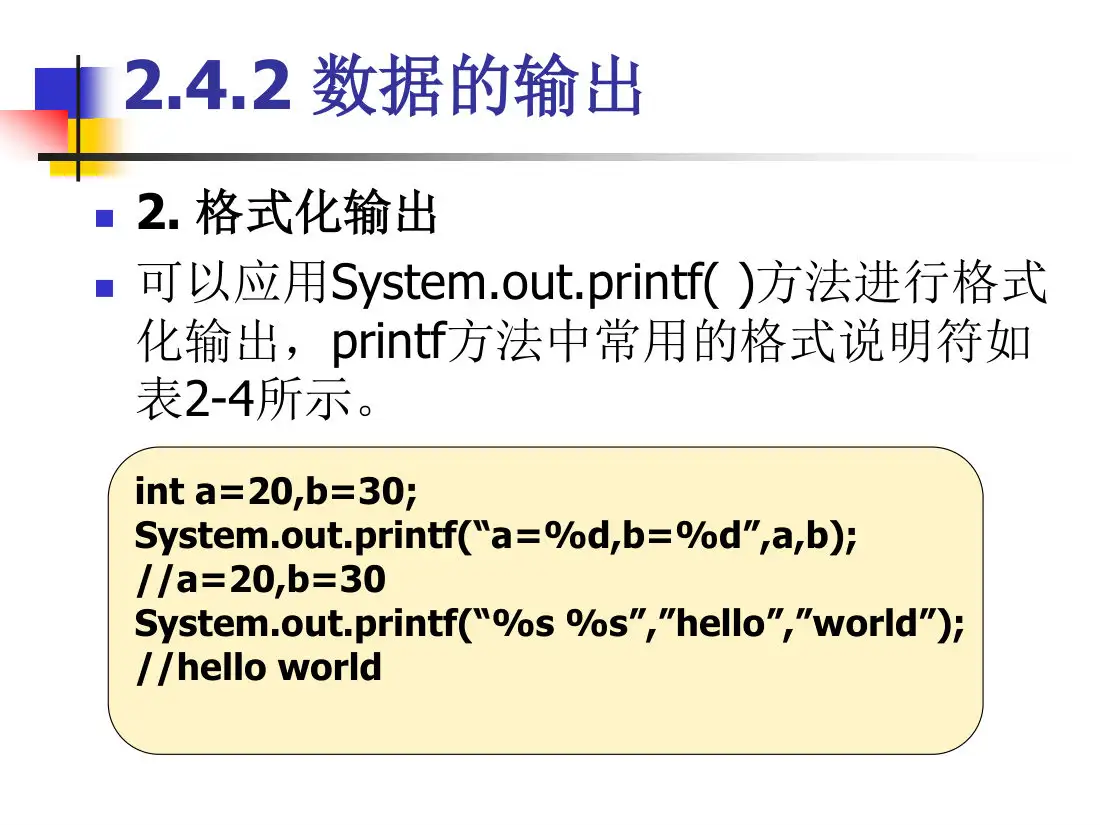 2.4.2 数据的输出
2. 格式化输出
可以应用System.out.printf( )方法进行格式
化输出，printf方法中常用的格式说明符如
表2-4所示。
int a=20,b=30;
System.out.printf(“a=%d,b=%d”,a,b);
//a=20,b=30
System.out.printf(“%s %s”,”hello”,”world”);
//hello world